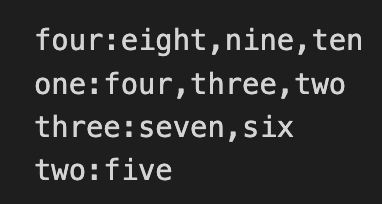 four:eight,nine,ten
one:four,three,two
three:seven,six
two:five